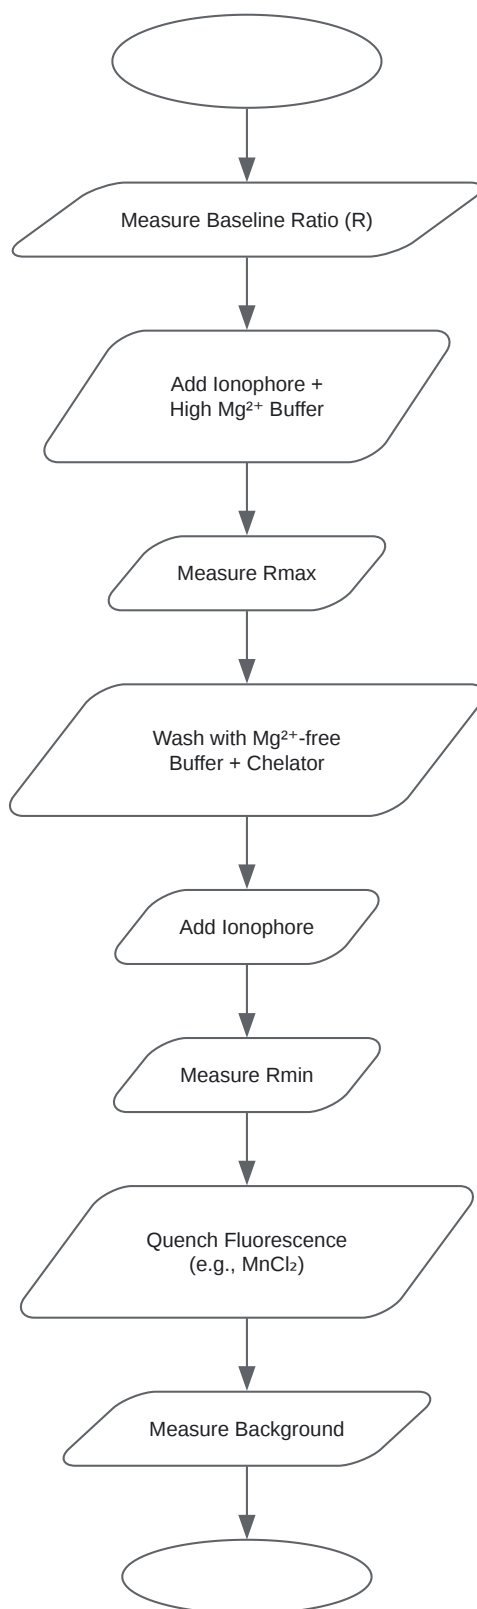 Measure Baseline Ratio (R)
Add Ionophore +
High Mg²⁺ Buffer
Measure Rmax
Wash with Mg²⁺-free
Buffer + Chelator
Add Ionophore
Measure Rmin
Quench Fluorescence
(e.g., MnCl₂)
Measure Background